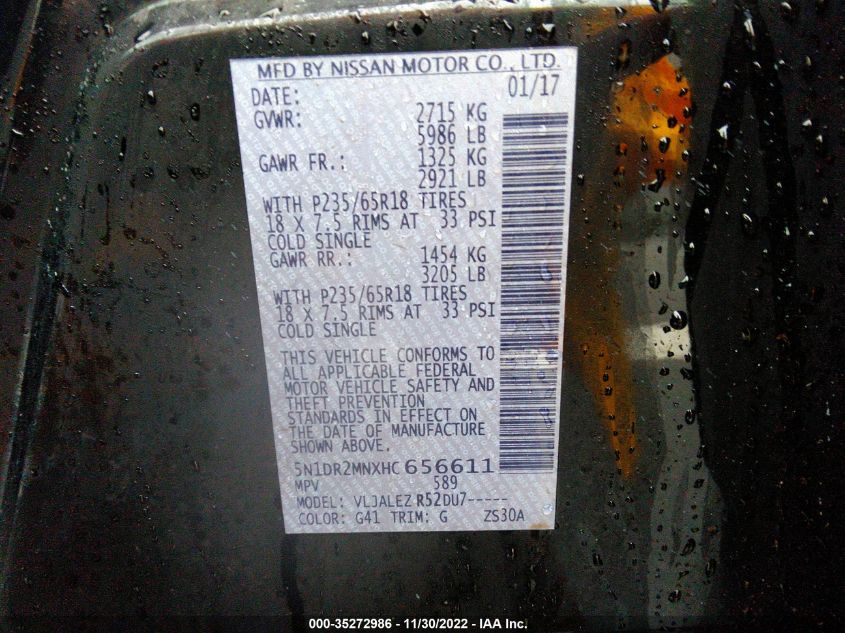 MFD BY NISSAN MOTOR CO., LTD.
DATE: 01/17
GVWR: 2715 KG
5986 LB
GAWR FR.: 1325 KG
2921 LB
WITH P235/65R18 TIRES
18 X 7.5 RIMS AT 33 PSI
COLD SINGLE
GAWR RR.: 1454 KG
3205 LB
WITH P235/65R18 TIRES
18 X 7.5 RIMS AT 33 PSI
COLD SINGLE
THIS VEHICLE CONFORMS TO
ALL APPLICABLE FEDERAL
MOTOR VEHICLE SAFETY AND
THEFT PREVENTION
STANDARDS IN EFFECT ON
THE DATE OF MANUFACTURE
SHOWN ABOVE.
5N1DR2MNXHC 656611
MPV 589
MODEL: VLJALEZ R52DU7-----
COLOR: G41 TRIM: G ZS30A
000-35272986 - 11/30/2022 - IAA Inc.